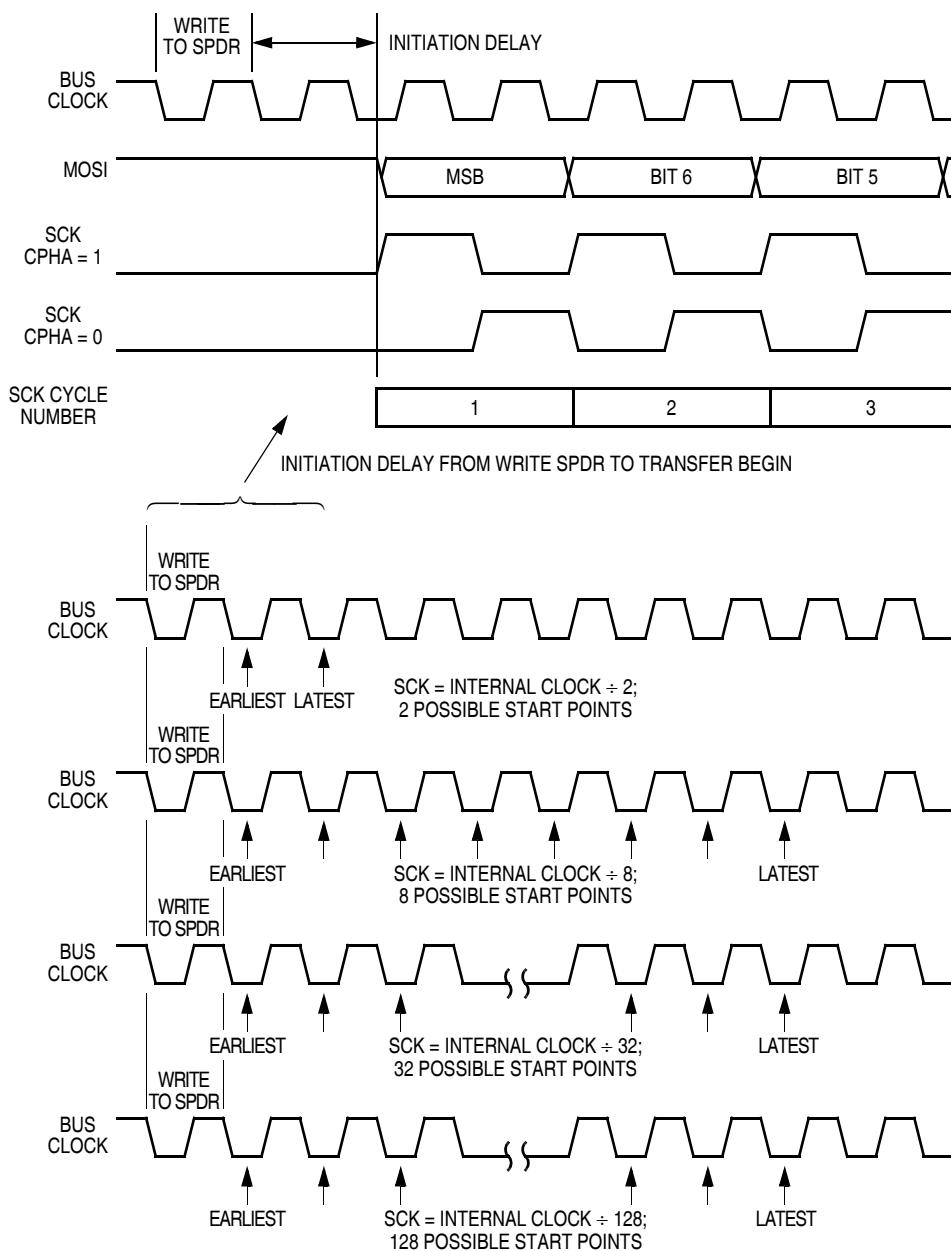 WRITE
TO SPDR
INITIATION DELAY
BUS
CLOCK
MOSI
MSB
BIT 6
BIT 5
SCK
CPHA = 1
SCK
CPHA = 0
SCK CYCLE
NUMBER
1
2
3
INITIATION DELAY FROM WRITE SPDR TO TRANSFER BEGIN
WRITE
TO SPDR
BUS
CLOCK
EARLIEST
LATEST
SCK = INTERNAL CLOCK ÷ 2;
2 POSSIBLE START POINTS
WRITE
TO SPDR
BUS
CLOCK
EARLIEST
SCK = INTERNAL CLOCK ÷ 8;
8 POSSIBLE START POINTS
LATEST
WRITE
TO SPDR
BUS
CLOCK
EARLIEST
SCK = INTERNAL CLOCK ÷ 32;
32 POSSIBLE START POINTS
LATEST
WRITE
TO SPDR
BUS
CLOCK
EARLIEST
SCK = INTERNAL CLOCK ÷ 128;
128 POSSIBLE START POINTS
LATEST